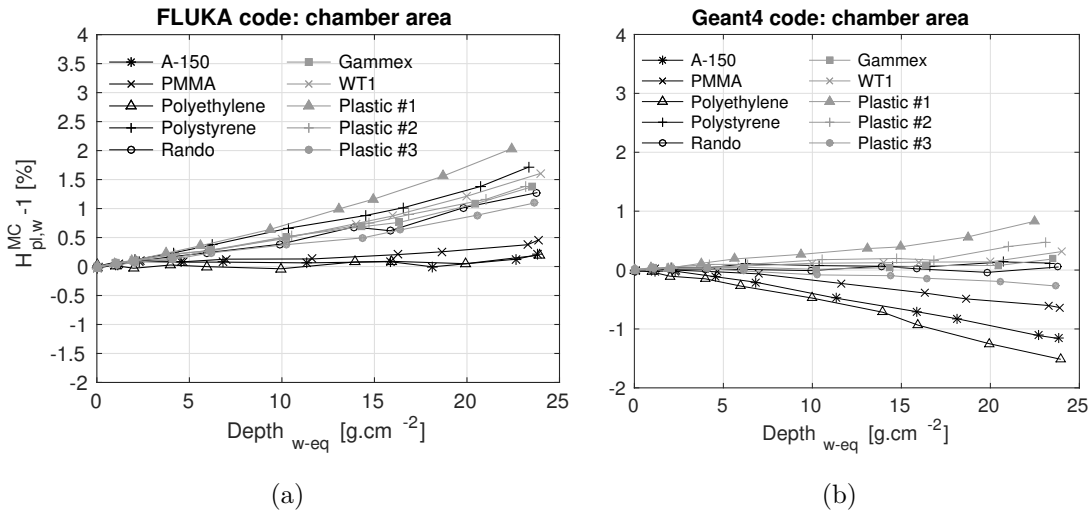 FLUKA code: chamber area
4
3.5
3
2.5
2
1.5
1
0.5
0
-0.5
-1
-1.5
-2
H^MC_pl,w -1 [%]
A-150
PMMA
Polyethylene
Polystyrene
Rando
Gammex
WT1
Plastic #1
Plastic #2
Plastic #3
0 5 10 15 20 25
Depth w-eq [g.cm -2]
(a)
Geant4 code: chamber area
4
3
2
1
0
-1
-2
A-150
PMMA
Polyethylene
Polystyrene
Rando
Gammex
WT1
Plastic #1
Plastic #2
Plastic #3
0 5 10 15 20 25
Depth w-eq [g.cm -2]
(b)